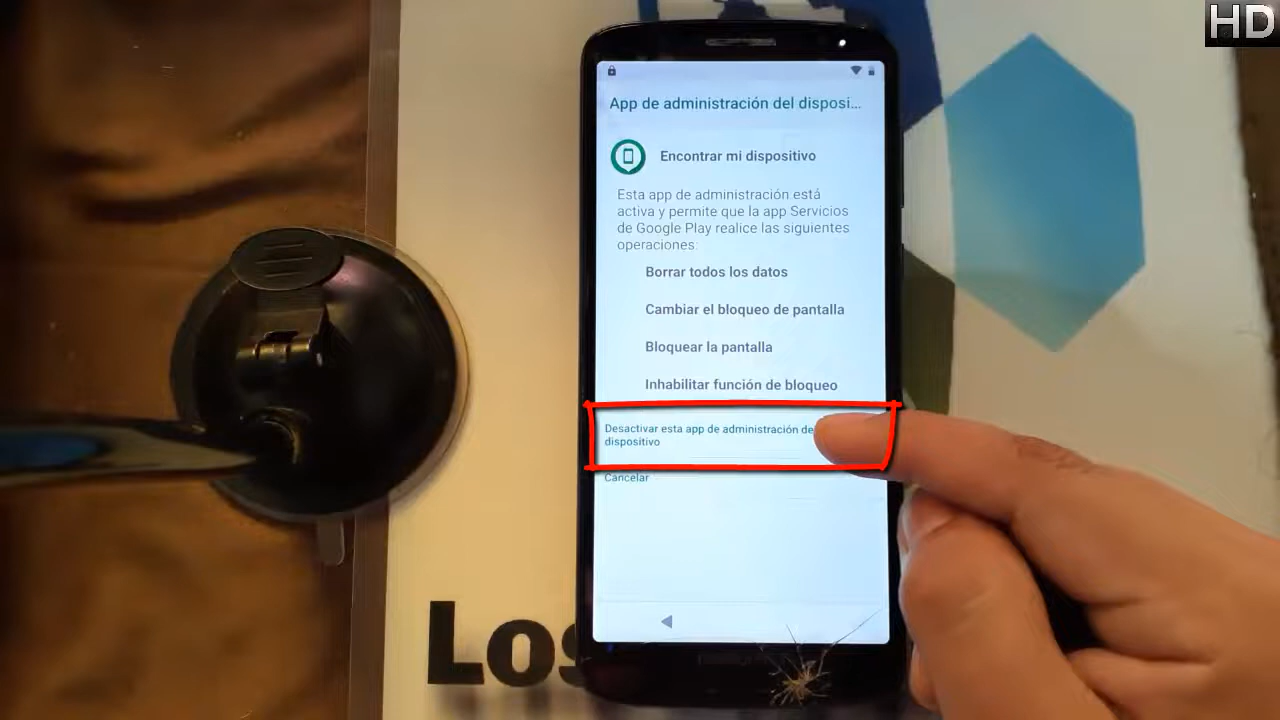 HD
App de administración del disposi...
Encontrar mi dispositivo
Esta app de administración está
activa y permite que la app Servicios
de Google Play realice las siguientes
operaciones:
Borrar todos los datos
Cambiar el bloqueo de pantalla
Bloquear la pantalla
Inhabilitar función de bloqueo
Desactivar esta app de administración de
dispositivo
Cancelar
Los